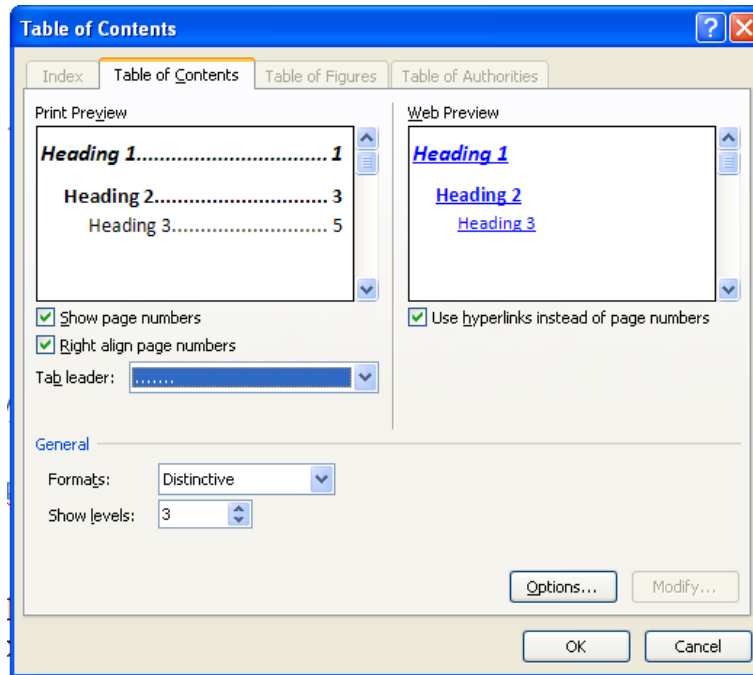 Table of Contents
Index Table of Contents Table of Figures Table of Authorities
Print Preview
Heading 1................................ 1
Heading 2............................. 3
Heading 3.......................... 5
Show page numbers
Right align page numbers
Tab leader: .......
Web Preview
Heading 1
Heading 2
Heading 3
Use hyperlinks instead of page numbers
General
Formats: Distinctive
Show levels: 3
Options... Modify...
OK Cancel